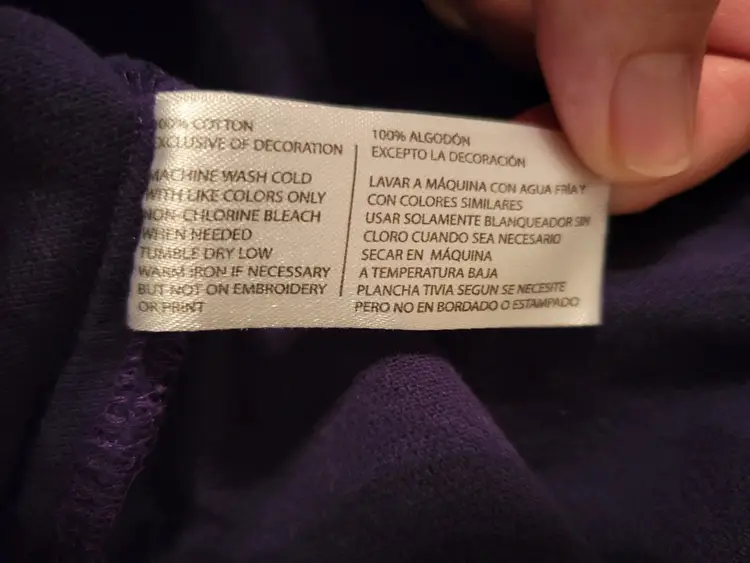 100% COTTON
EXCLUSIVE OF DECORATION
MACHINE WASH COLD
WITH LIKE COLORS ONLY
NON-CHLORINE BLEACH
WHEN NEEDED
TUMBLE DRY LOW
WARM IRON IF NECESSARY
BUT NOT ON EMBROIDERY
OR PRINT
100% ALGODÓN
EXCEPTO LA DECORACIÓN
LAVAR A MÁQUINA CON AGUA FRÍA Y
CON COLORES SIMILARES
USAR SOLAMENTE BLANQUEADOR SIN
CLORO CUANDO SEA NECESARIO
SECAR EN MÁQUINA
A TEMPERATURA BAJA
PLANCHA TIVIA SEGUN SE NECESITE
PERO NO EN BORDADO O ESTAMPADO